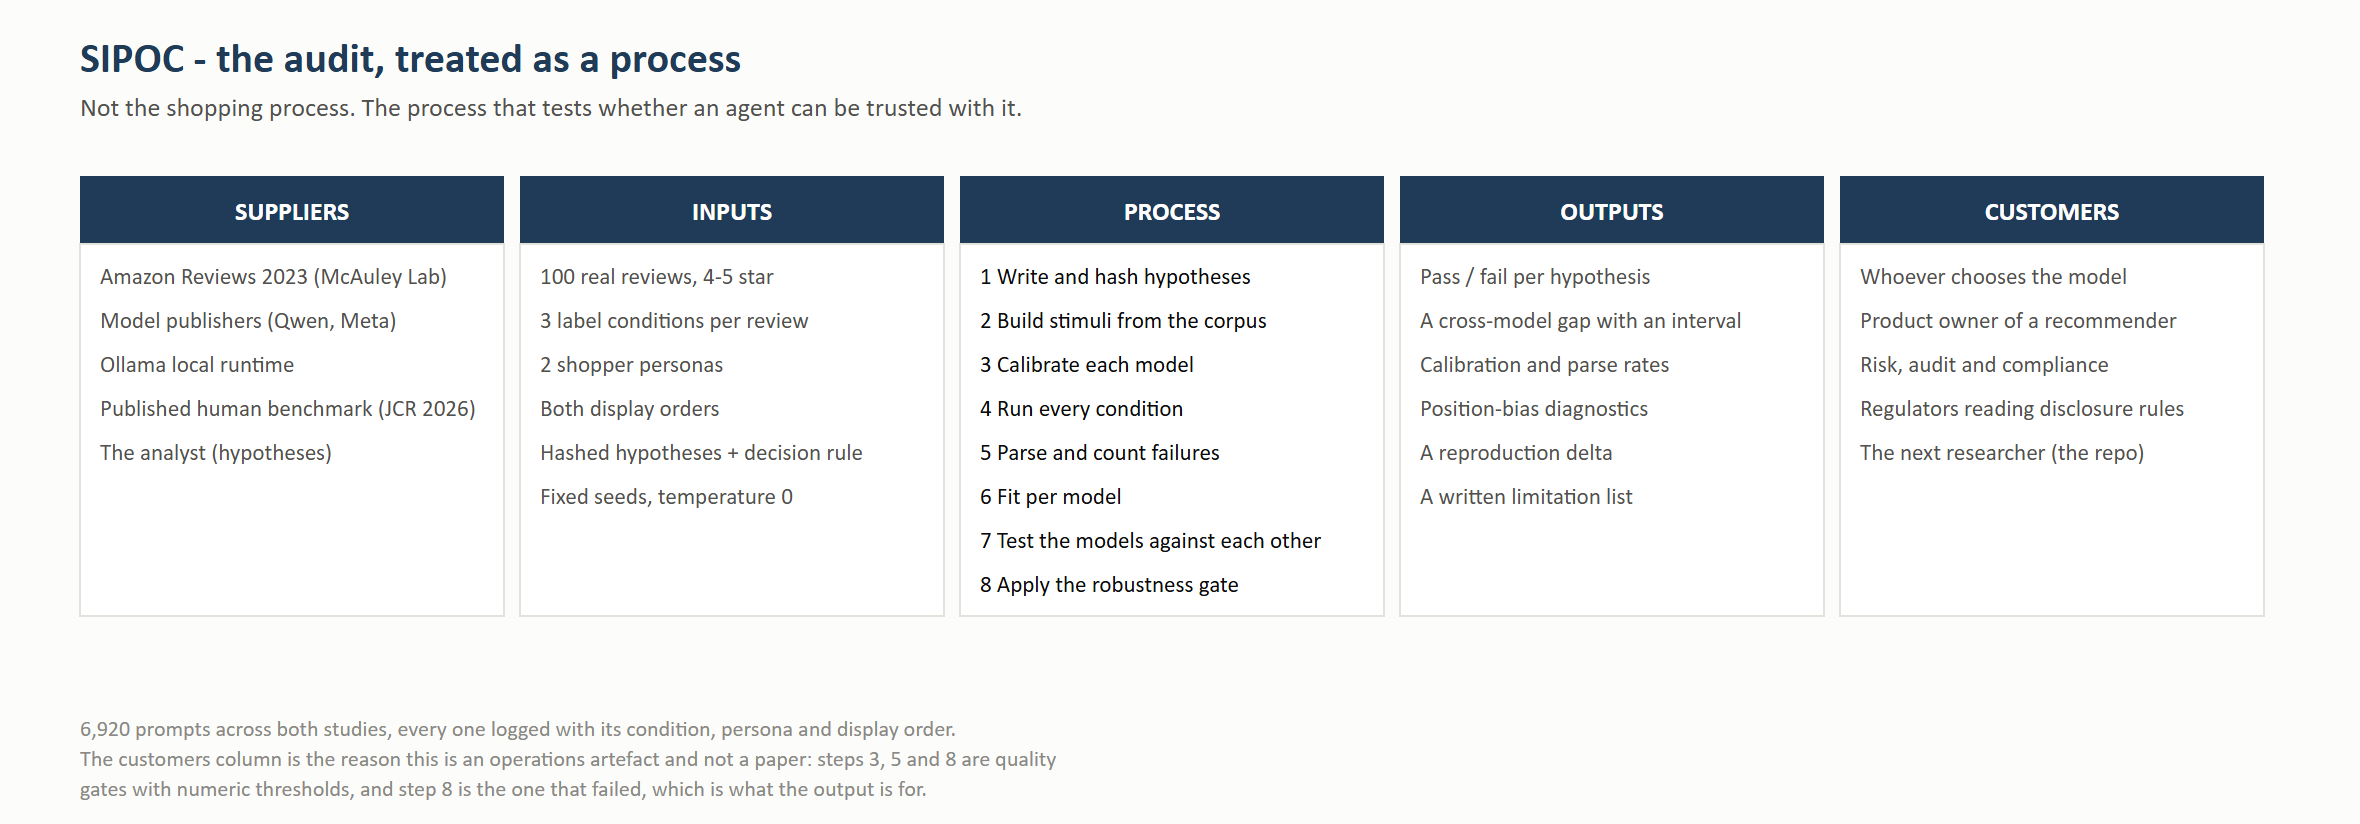 SIPOC - the audit, treated as a process
Not the shopping process. The process that tests whether an agent can be trusted with it.
SUPPLIERS
Amazon Reviews 2023 (McAuley Lab)
Model publishers (Qwen, Meta)
Ollama local runtime
Published human benchmark (JCR 2026)
The analyst (hypotheses)
INPUTS
100 real reviews, 4-5 star
3 label conditions per review
2 shopper personas
Both display orders
Hashed hypotheses + decision rule
Fixed seeds, temperature 0
PROCESS
1 Write and hash hypotheses
2 Build stimuli from the corpus
3 Calibrate each model
4 Run every condition
5 Parse and count failures
6 Fit per model
7 Test the models against each other
8 Apply the robustness gate
OUTPUTS
Pass / fail per hypothesis
A cross-model gap with an interval
Calibration and parse rates
Position-bias diagnostics
A reproduction delta
A written limitation list
CUSTOMERS
Whoever chooses the model
Product owner of a recommender
Risk, audit and compliance
Regulators reading disclosure rules
The next researcher (the repo)
6,920 prompts across both studies, every one logged with its condition, persona and display order.
The customers column is the reason this is an operations artefact and not a paper: steps 3, 5 and 8 are quality
gates with numeric thresholds, and step 8 is the one that failed, which is what the output is for.